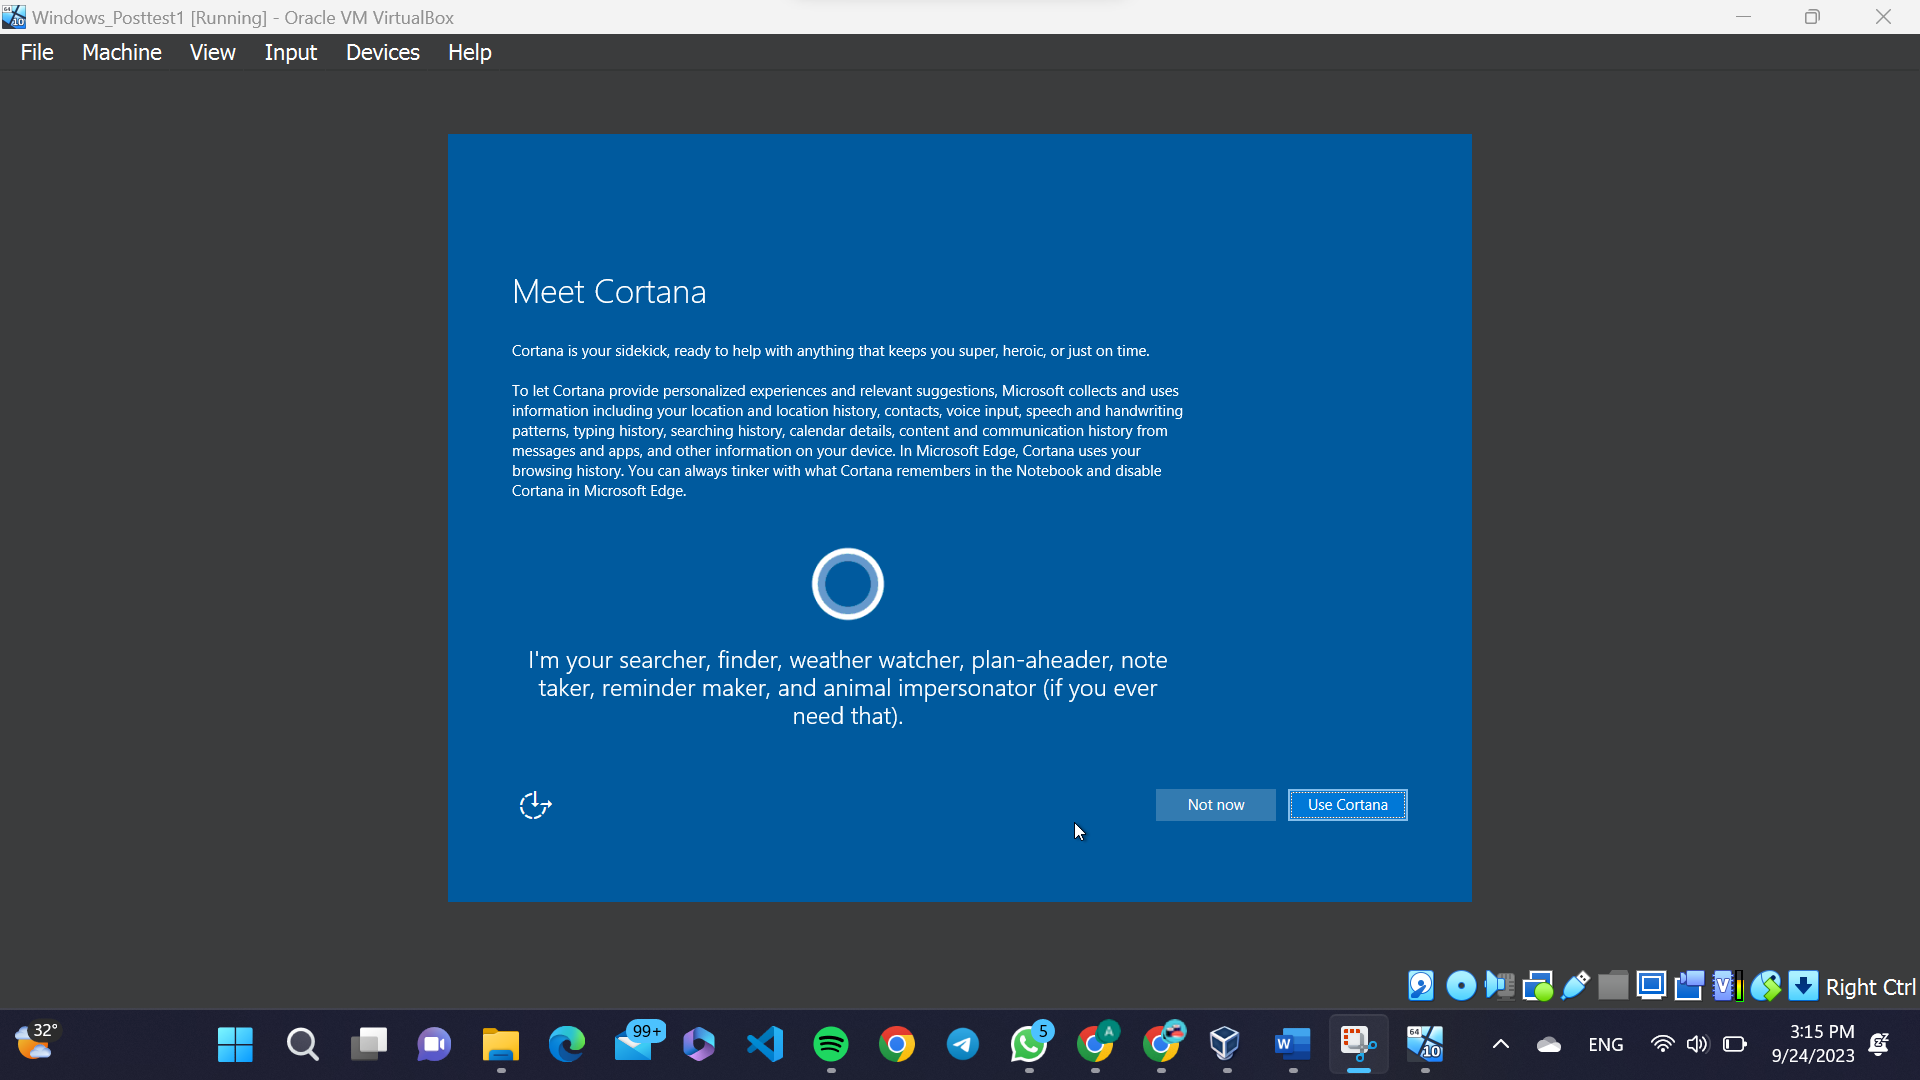 Windows_Posttest1 [Running] - Oracle VM VirtualBox
File Machine View Input Devices Help
Meet Cortana
Cortana is your sidekick, ready to help with anything that keeps you super, heroic, or just on time.
To let Cortana provide personalized experiences and relevant suggestions, Microsoft collects and uses
information including your location and location history, contacts, voice input, speech and handwriting
patterns, typing history, searching history, calendar details, content and communication history from
messages and apps, and other information on your device. In Microsoft Edge, Cortana uses your
browsing history. You can always tinker with what Cortana remembers in the Notebook and disable
Cortana in Microsoft Edge.
I'm your searcher, finder, weather watcher, plan-aheader, note
taker, reminder maker, and animal impersonator (if you ever
need that).
Not now Use Cortana
Right Ctrl
32° 99+ 5 A W 64 10 ENG 3:15 PM
9/24/2023